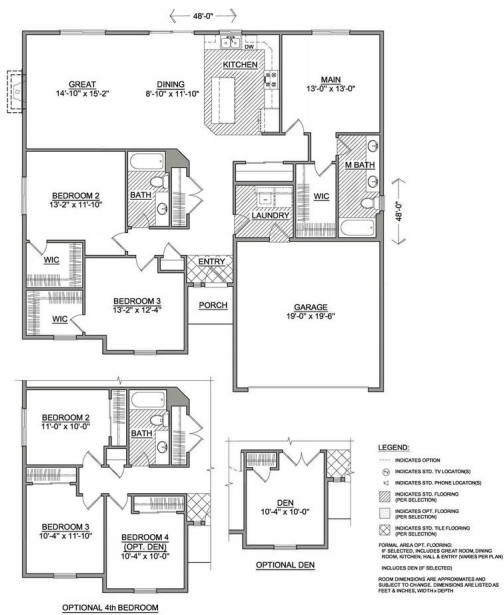 48'-0"
DW
KITCHEN
GREAT
14'-10" x 15'-2"
DINING
8'-10" x 11'-10"
MAIN
13'-0" x 13'-0"
M BATH
BEDROOM 2
13'-2" x 11'-10"
BATH
WIC
LAUNDRY
48'-0"
WIC
ENTRY
BEDROOM 3
13'-2" x 12'-4"
WIC
PORCH
GARAGE
19'-0" x 19'-6"
BEDROOM 2
11'-0" x 10'-0"
BATH
BEDROOM 3
10'-4" x 11'-10"
BEDROOM 4
(OPT. DEN)
10'-4" x 10'-0"
OPTIONAL 4th BEDROOM
DEN
10'-4" x 10'-0"
OPTIONAL DEN
LEGEND:
INDICATES OPTION
INDICATES STD. TV LOCATON(S)
INDICATES STD. PHONE LOCATON(S)
INDICATES STD. FLOORING
(PER SELECTION)
INDICATES OPT. FLOORING
(PER SELECTION)
INDICATES STD. TILE FLOORING
(PER SELECTION)
FORMAL AREA OPT. FLOORING:
IF SELECTED, INCLUDES GREAT ROOM, DINING
ROOM, KITCHEN, HALL & ENTRY (VARIES PER PLAN)
INCLUDES DEN (IF SELECTED)
ROOM DIMENSIONS ARE APPROXIMATED AND
SUBJECT TO CHANGE. DIMENSIONS ARE LISTED AS
FEET & INCHES, WIDTH x DEPTH